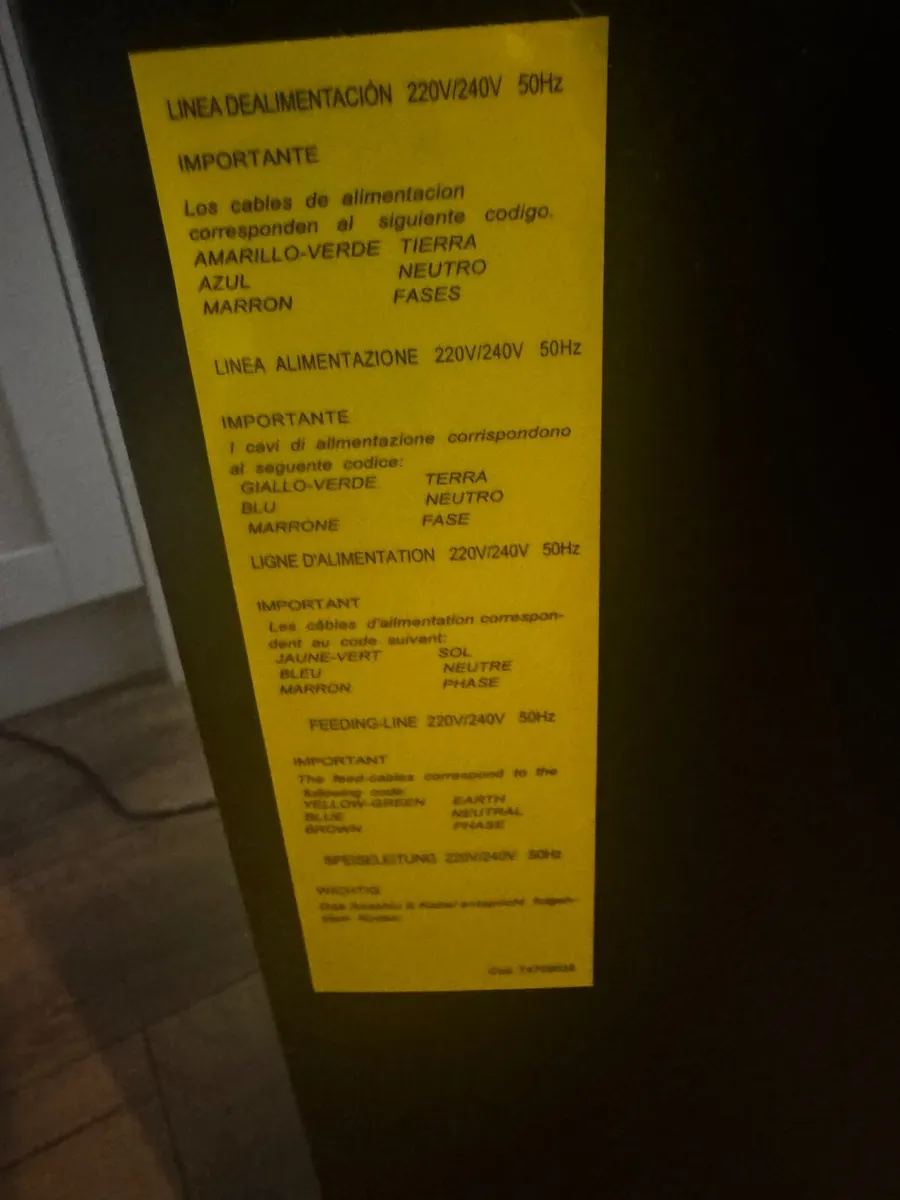 LINEA DEALIMENTACIÓN 220V/240V 50Hz
IMPORTANTE
Los cables de alimentacion
corresponden al siguiente codigo.
AMARILLO-VERDE TIERRA
AZUL NEUTRO
MARRON FASES
LINEA ALIMENTAZIONE 220V/240V 50Hz
IMPORTANTE
I cavi di alimentazione corrispondono
al seguente codice:
GIALLO-VERDE TERRA
BLU NEUTRO
MARRONE FASE
LIGNE D'ALIMENTATION 220V/240V 50Hz
IMPORTANT
Les câbles d'alimentation correspon-
dent au code suivant:
JAUNE-VERT SOL
BLEU NEUTRE
MARRON PHASE
FEEDING-LINE 220V/240V 50Hz
IMPORTANT
The feed-cables correspond to the
following code:
YELLOW-GREEN EARTH
BLUE NEUTRAL
BROWN PHASE
SPEISELEITUNG 220V/240V 50Hz
WICHTIG
Cod.